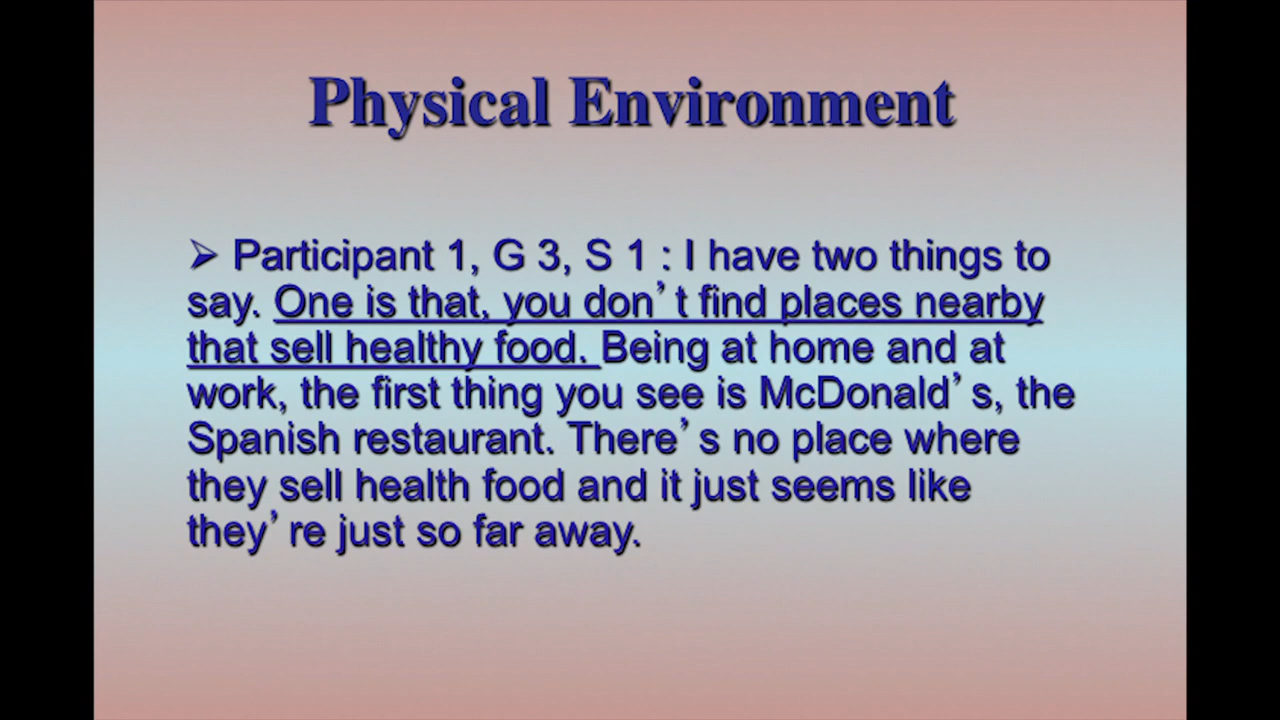 Physical Environment
➢ Participant 1, G 3, S 1 : I have two things to
say. One is that, you don’t find places nearby
that sell healthy food. Being at home and at
work, the first thing you see is McDonald’s, the
Spanish restaurant. There’s no place where
they sell health food and it just seems like
they’re just so far away.